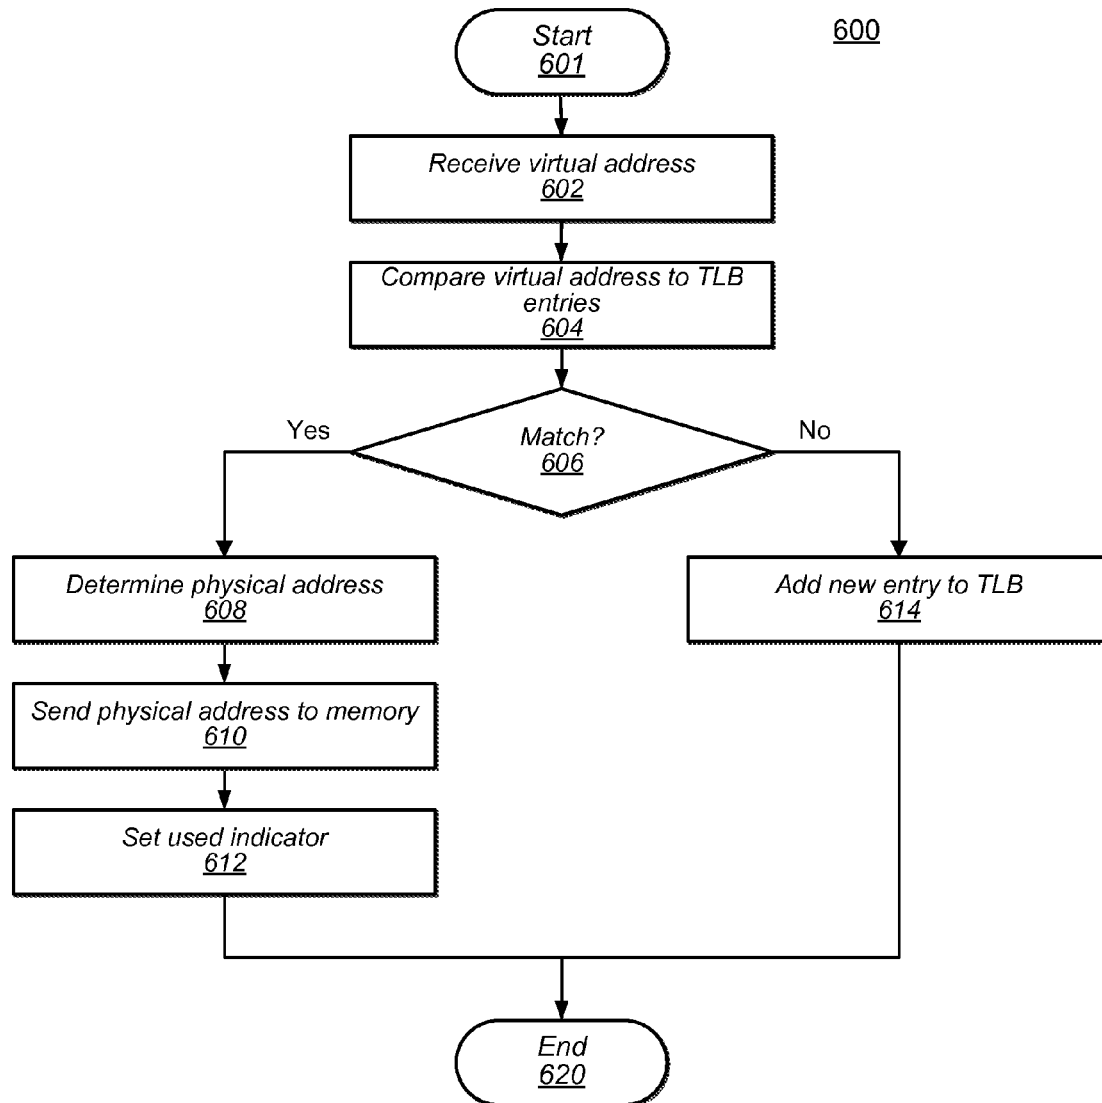 600
Start
601
Receive virtual address
602
Compare virtual address to TLB
entries
604
Match?
606
Yes
No
Determine physical address
608
Add new entry to TLB
614
Send physical address to memory
610
Set used indicator
612
End
620